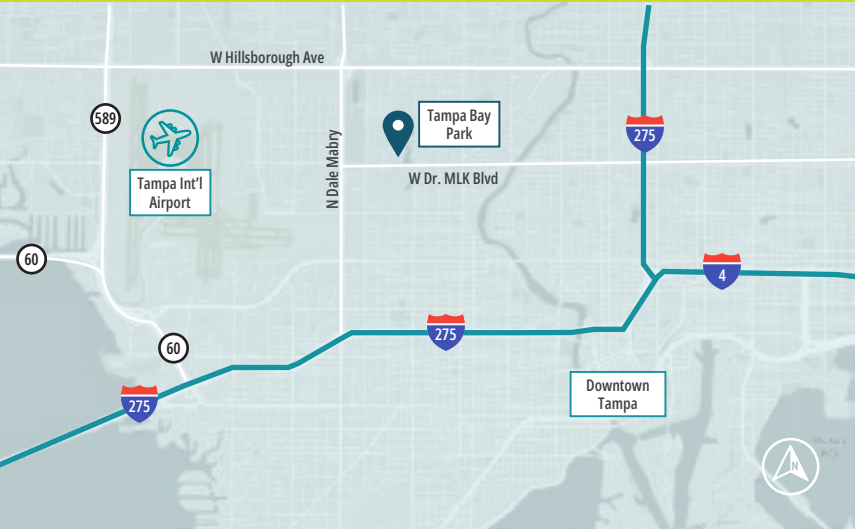 W Hillsborough Ave
589
Tampa Bay
Park
275
N Dale Mabry
Tampa Int'l
Airport
W Dr. MLK Blvd
60
4
275
60
Downtown
Tampa
275
N